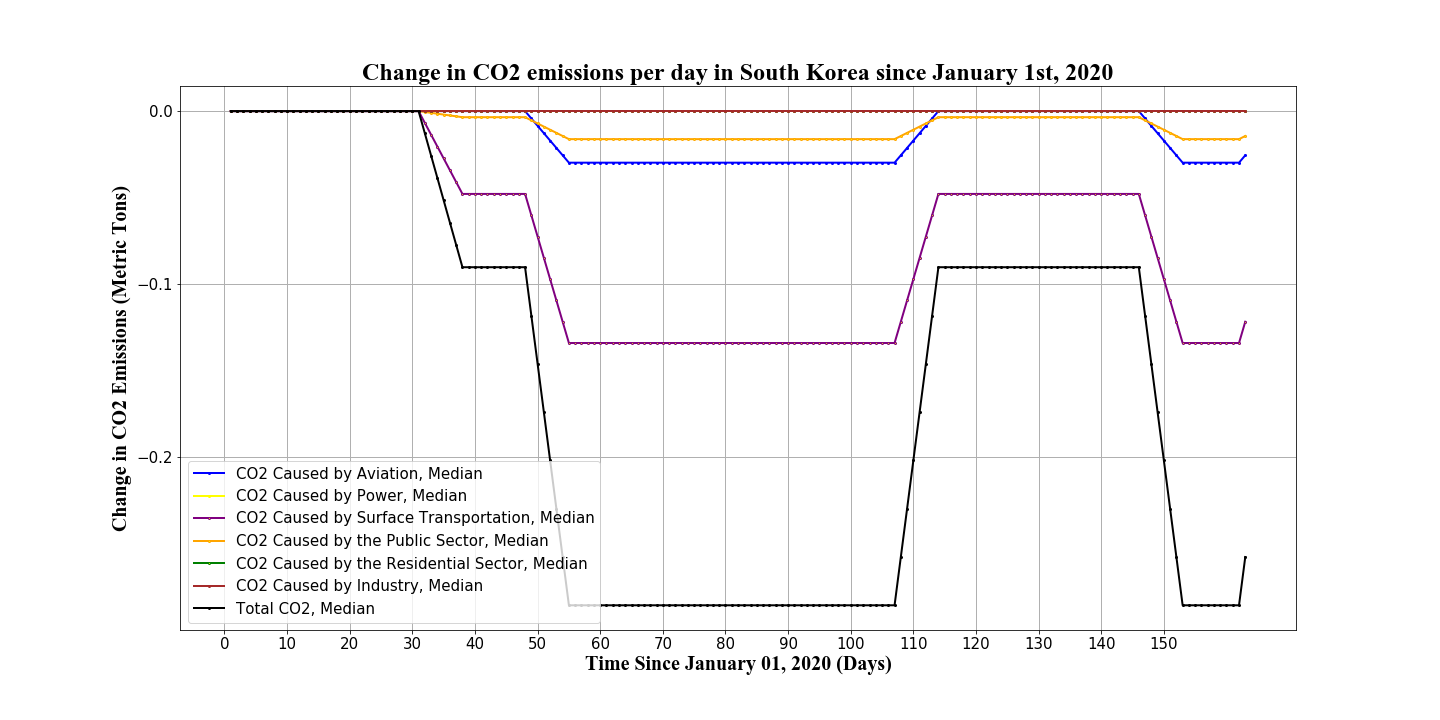 Change in CO2 emissions per day in South Korea since January 1st, 2020
Change in CO2 Emissions (Metric Tons)
0.0
−0.1
−0.2
CO2 Caused by Aviation, Median
CO2 Caused by Power, Median
CO2 Caused by Surface Transportation, Median
CO2 Caused by the Public Sector, Median
CO2 Caused by the Residential Sector, Median
CO2 Caused by Industry, Median
Total CO2, Median
0 10 20 30 40 50 60 70 80 90 100 110 120 130 140 150
Time Since January 01, 2020 (Days)